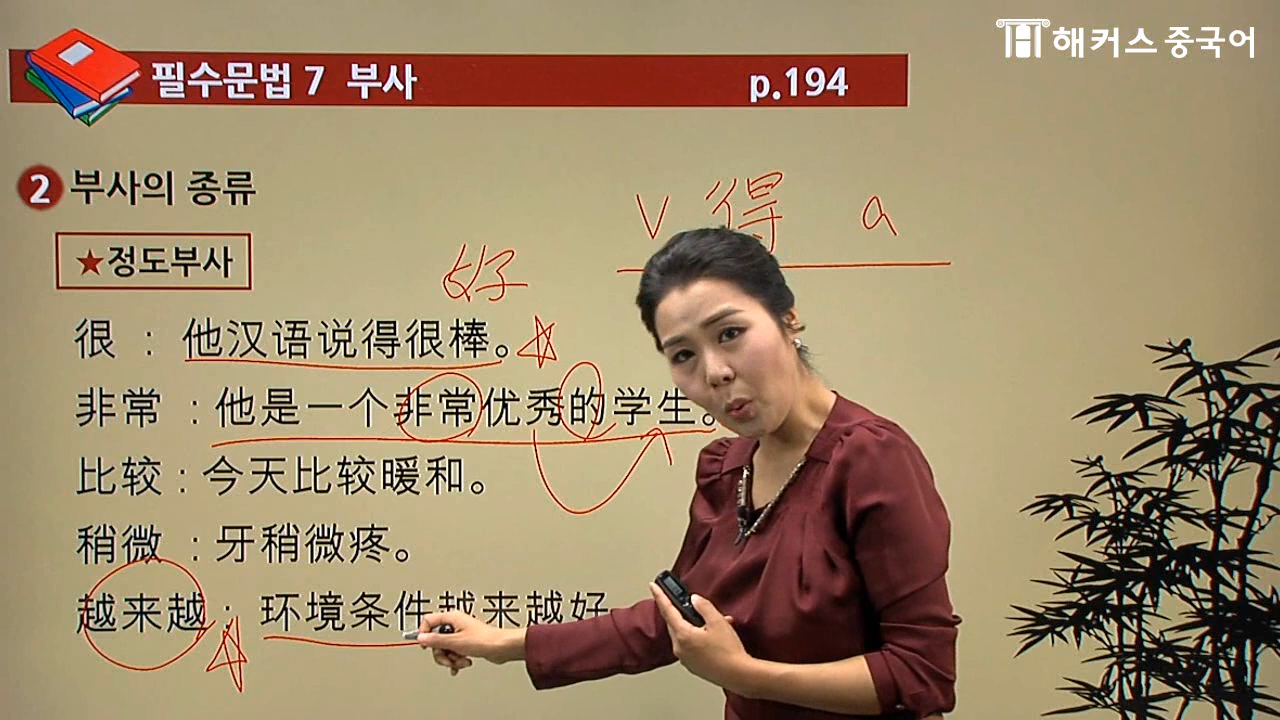 해커스 중국어
필수문법 7 부사 p.194
2 부사의 종류
V 得 a
★정도부사
好
很 : 他汉语说得很棒。
非常 : 他是一个非常优秀的学生。
比较 : 今天比较暖和。
稍微 : 牙稍微疼。
越来越 : 环境条件越来越好